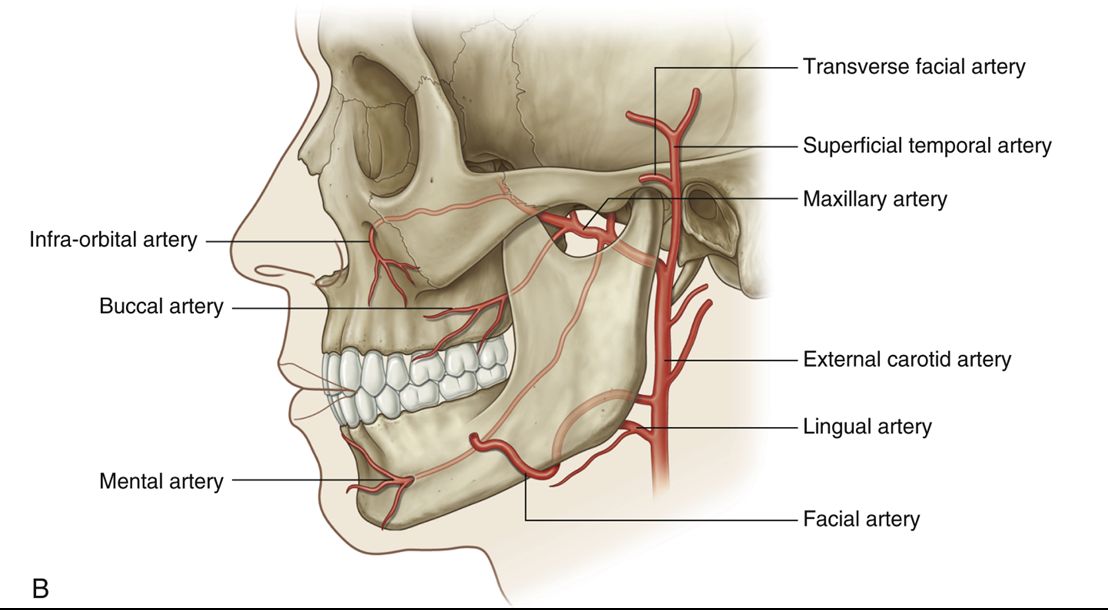 Transverse facial artery
Superficial temporal artery
Maxillary artery
Infra-orbital artery
Buccal artery
External carotid artery
Lingual artery
Mental artery
Facial artery
B